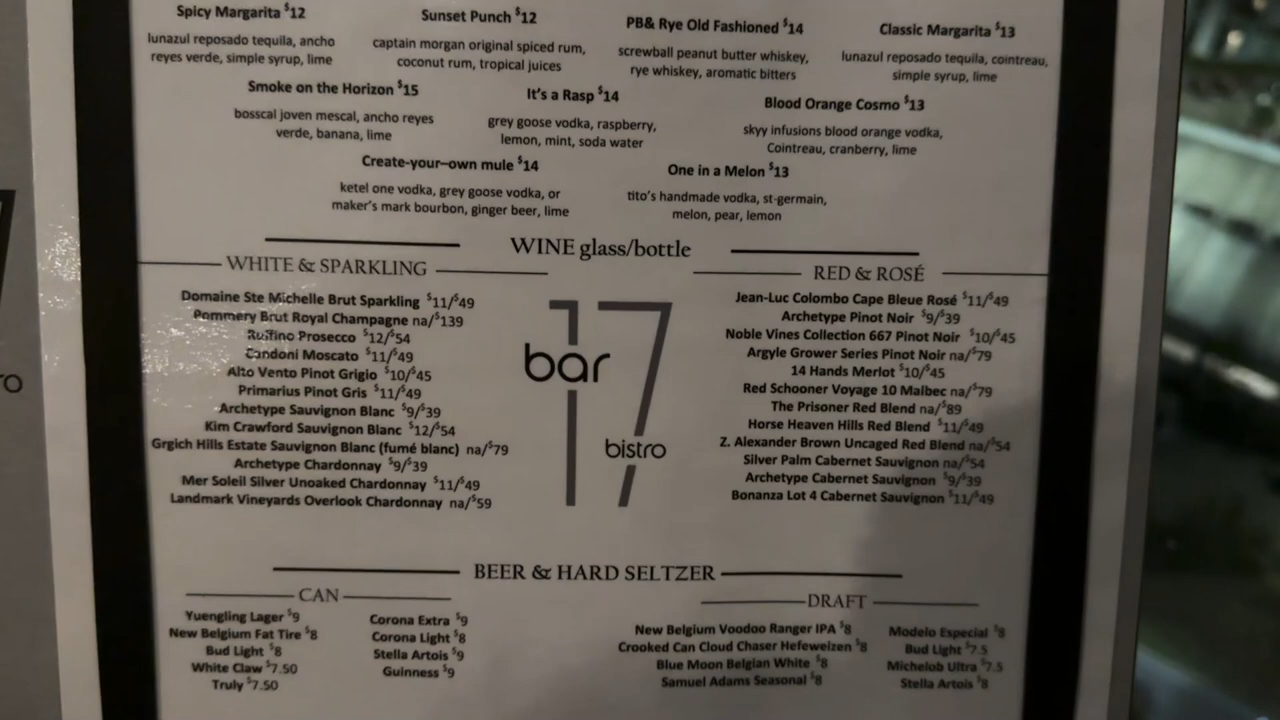 Spicy Margarita $12
lunazul reposado tequila, ancho
reyes verde, simple syrup, lime
Sunset Punch $12
captain morgan original spiced rum,
coconut rum, tropical juices
PB& Rye Old Fashioned $14
screwball peanut butter whiskey,
rye whiskey, aromatic bitters
Classic Margarita $13
lunazul reposado tequila, cointreau,
simple syrup, lime
Smoke on the Horizon $15
bosscal joven mescal, ancho reyes
verde, banana, lime
It's a Rasp $14
grey goose vodka, raspberry,
lemon, mint, soda water
Blood Orange Cosmo $13
skyy infusions blood orange vodka,
Cointreau, cranberry, lime
Create-your–own mule $14
ketel one vodka, grey goose vodka, or
maker's mark bourbon, ginger beer, lime
One in a Melon $13
tito's handmade vodka, st-germain,
melon, pear, lemon
WINE glass/bottle
WHITE & SPARKLING
Domaine Ste Michelle Brut Sparkling $11/$49
Pommery Brut Royal Champagne na/$139
Ruffino Prosecco $12/$54
Candoni Moscato $11/$49
Alto Vento Pinot Grigio $10/$45
Primarius Pinot Gris $11/$49
Archetype Sauvignon Blanc $9/$39
Kim Crawford Sauvignon Blanc $12/$54
Grgich Hills Estate Sauvignon Blanc (fumé blanc) na/$79
Archetype Chardonnay $9/$39
Mer Soleil Silver Unoaked Chardonnay $11/$49
Landmark Vineyards Overlook Chardonnay na/$59
17
bar
bistro
RED & ROSÉ
Jean-Luc Colombo Cape Bleue Rosé $11/$49
Archetype Pinot Noir $9/$39
Noble Vines Collection 667 Pinot Noir $10/$45
Argyle Grower Series Pinot Noir na/$79
14 Hands Merlot $10/$45
Red Schooner Voyage 10 Malbec na/$79
The Prisoner Red Blend na/$89
Horse Heaven Hills Red Blend $11/$49
Z. Alexander Brown Uncaged Red Blend na/$54
Silver Palm Cabernet Sauvignon na/$54
Archetype Cabernet Sauvignon $9/$39
Bonanza Lot 4 Cabernet Sauvignon $11/$49
BEER & HARD SELTZER
CAN
Yuengling Lager $9
New Belgium Fat Tire $8
Bud Light $8
White Claw $7.50
Truly $7.50
Corona Extra $9
Corona Light $8
Stella Artois $9
Guinness $9
DRAFT
New Belgium Voodoo Ranger IPA $8
Crooked Can Cloud Chaser Hefeweizen $8
Blue Moon Belgian White $8
Samuel Adams Seasonal $8
Modelo Especial $8
Bud Light $7.5
Michelob Ultra $7.5
Stella Artois $8